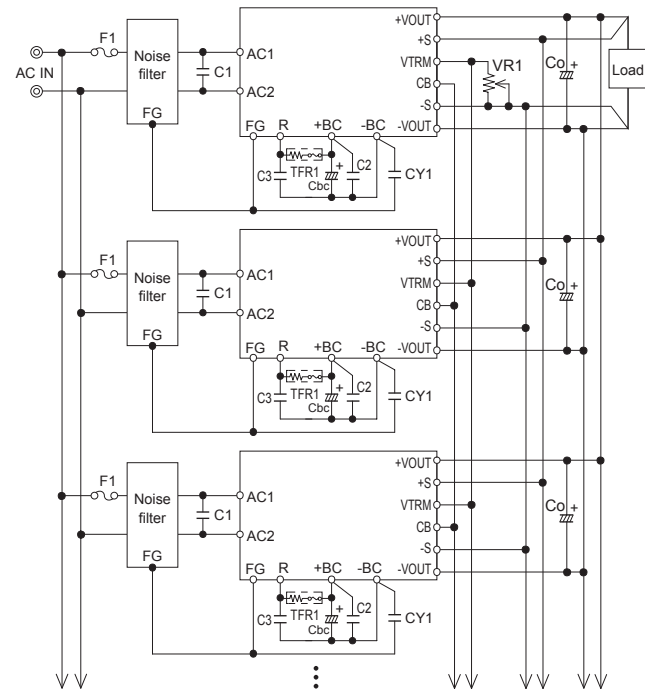 AC IN
F1
Noise
filter
FG
C1
AC1
AC2
FG
R
+BC
-BC
+VOUT
+S
VTRM
CB
-S
-VOUT
VR1
Co
+
Load
C3
TFR1
Cbc
+
C2
CY1
F1
Noise
filter
FG
C1
AC1
AC2
FG
R
+BC
-BC
+VOUT
+S
VTRM
CB
-S
-VOUT
Co
+
C3
TFR1
Cbc
+
C2
CY1
F1
Noise
filter
FG
C1
AC1
AC2
FG
R
+BC
-BC
+VOUT
+S
VTRM
CB
-S
-VOUT
Co
+
C3
TFR1
Cbc
+
C2
CY1